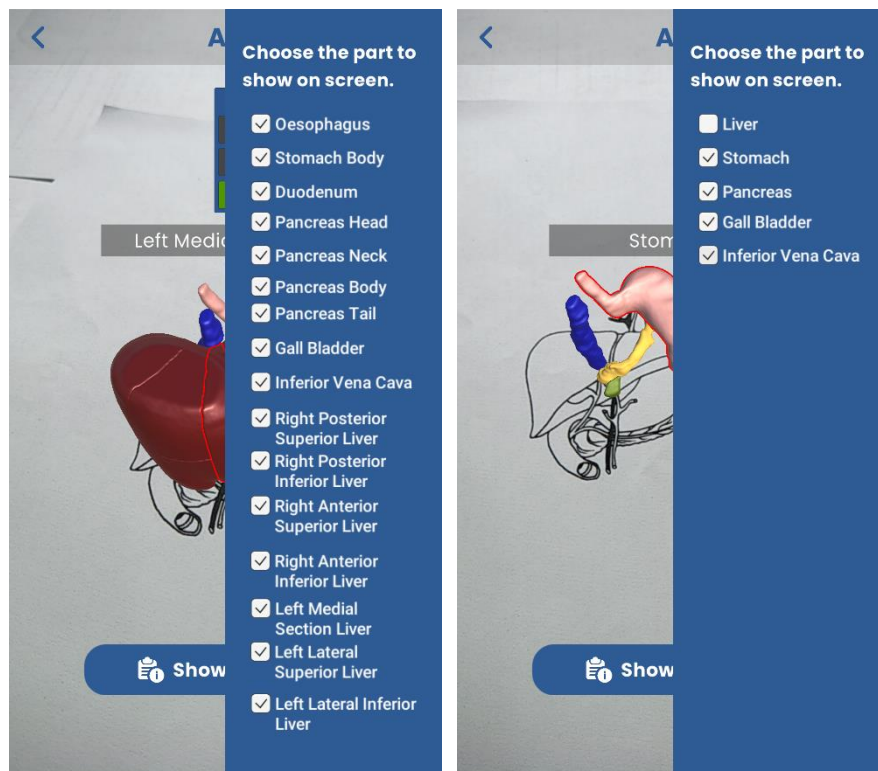 A
Choose the part to
show on screen.
Oesophagus
Stomach Body
Duodenum
Pancreas Head
Pancreas Neck
Pancreas Body
Pancreas Tail
Gall Bladder
Inferior Vena Cava
Right Posterior
Superior Liver
Right Posterior
Inferior Liver
Right Anterior
Superior Liver
Right Anterior
Inferior Liver
Left Medial
Section Liver
Left Lateral
Superior Liver
Left Lateral Inferior
Liver
Left Medi
Show
A
Choose the part to
show on screen.
Liver
Stomach
Pancreas
Gall Bladder
Inferior Vena Cava
Stom
Show